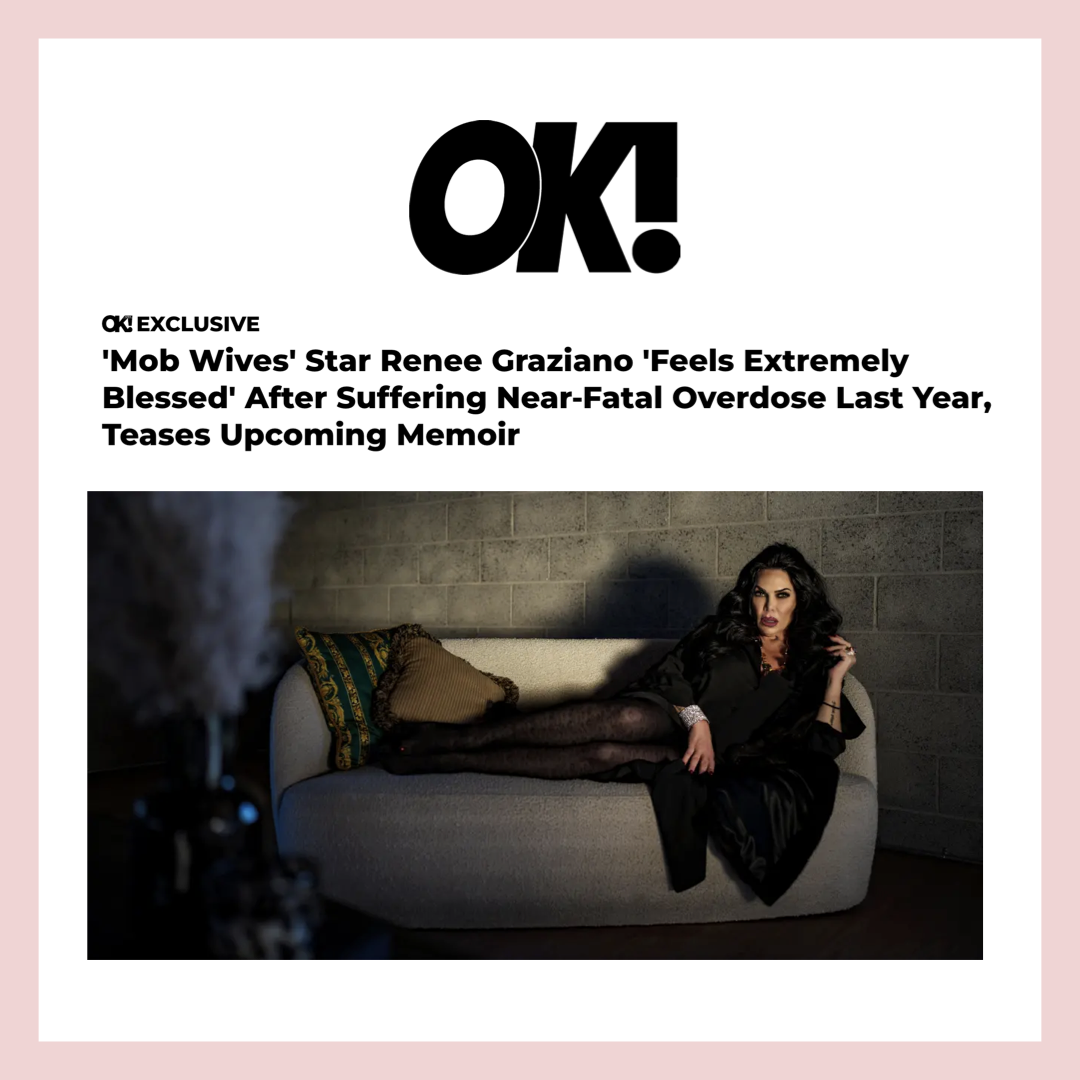 OK!
OK! EXCLUSIVE
'Mob Wives' Star Renee Graziano 'Feels Extremely
Blessed' After Suffering Near-Fatal Overdose Last Year,
Teases Upcoming Memoir